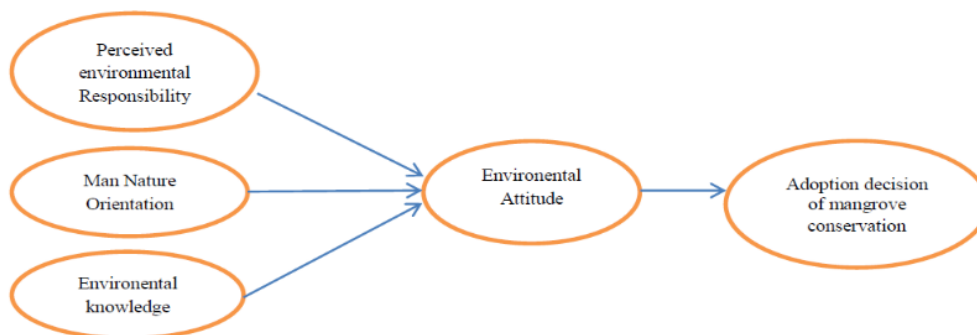 Perceived
environmental
Responsibility
Man Nature
Orientation
Environental
knowledge
Environental
Attitude
Adoption decision
of mangrove
conservation